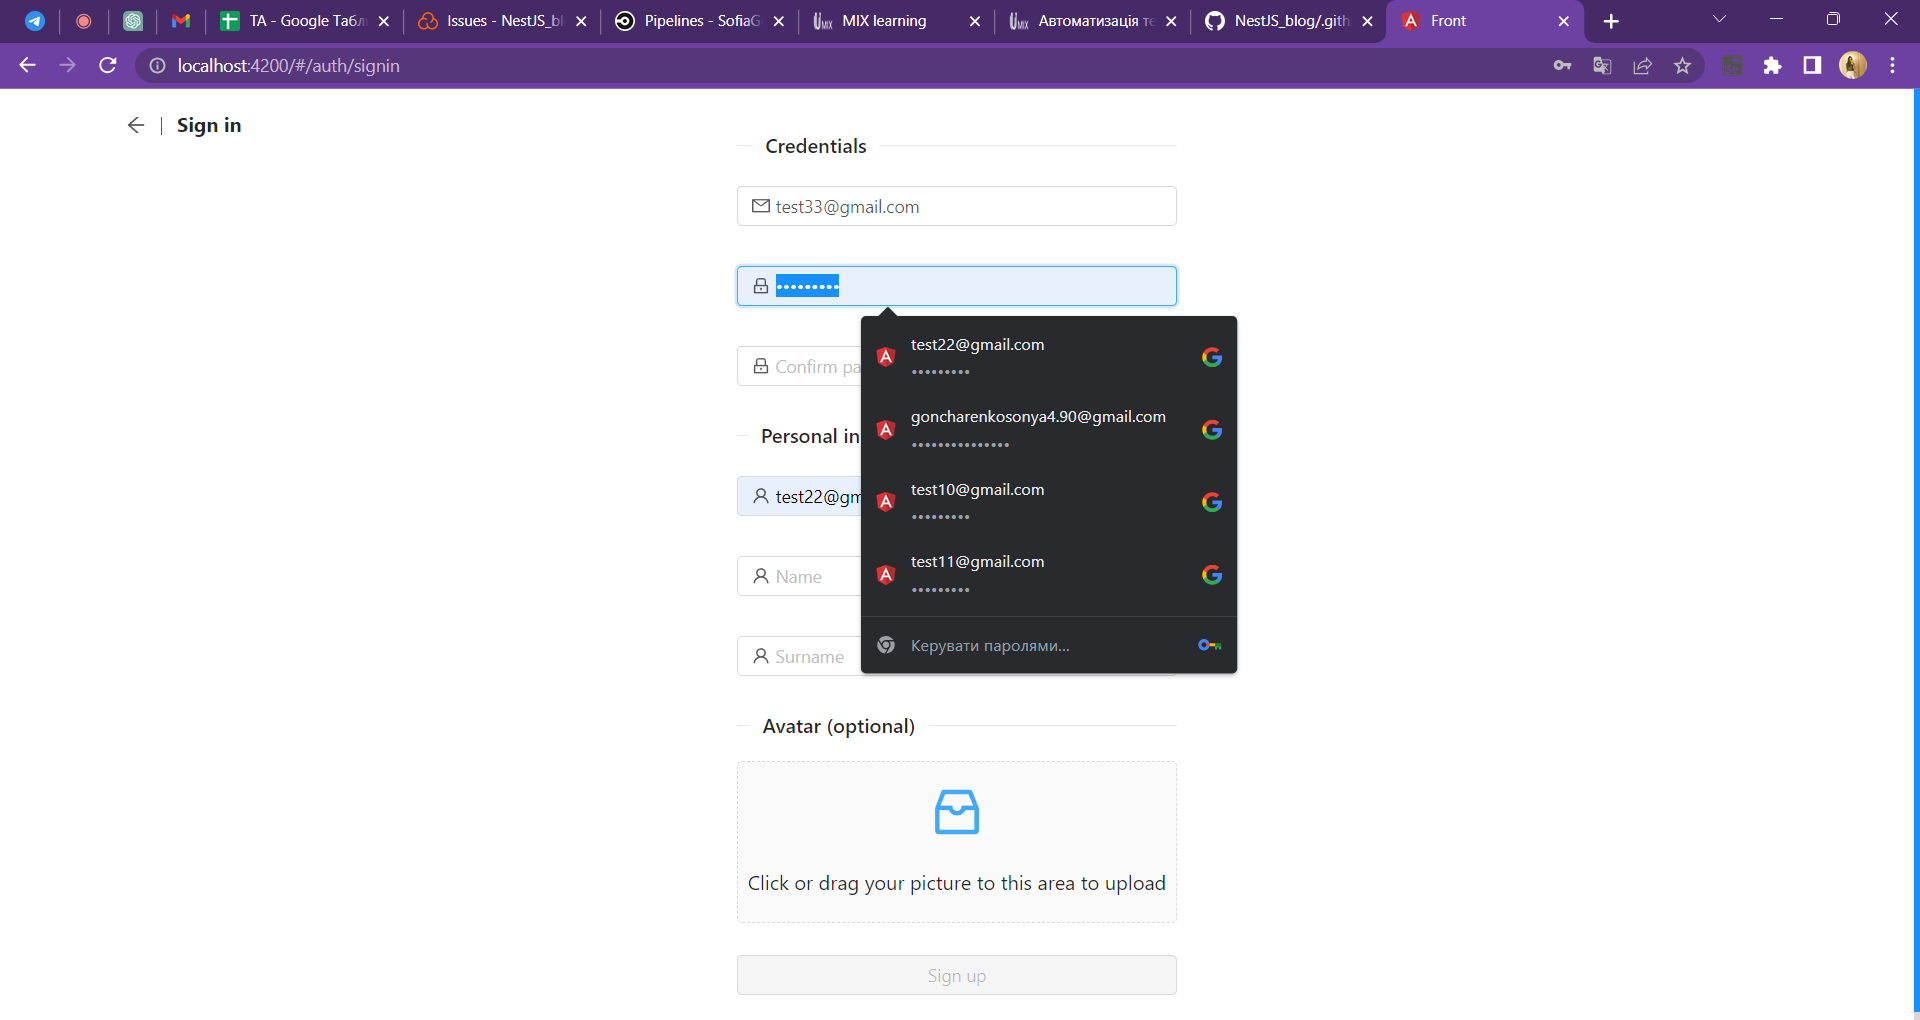 TA - Google Табл
Issues - NestJS_bl
Pipelines - SofiaG
MIX learning
Автоматизація те
NestJS_blog/.gith
Front
localhost:4200/#/auth/signin
Sign in
Credentials
test33@gmail.com
•••••••••
Confirm pa
Personal in
test22@gm
Name
Surname
test22@gmail.com
•••••••••
goncharenkosonya4.90@gmail.com
•••••••••••••••
test10@gmail.com
•••••••••
test11@gmail.com
•••••••••
Керувати паролями...
Avatar (optional)
Click or drag your picture to this area to upload
Sign up